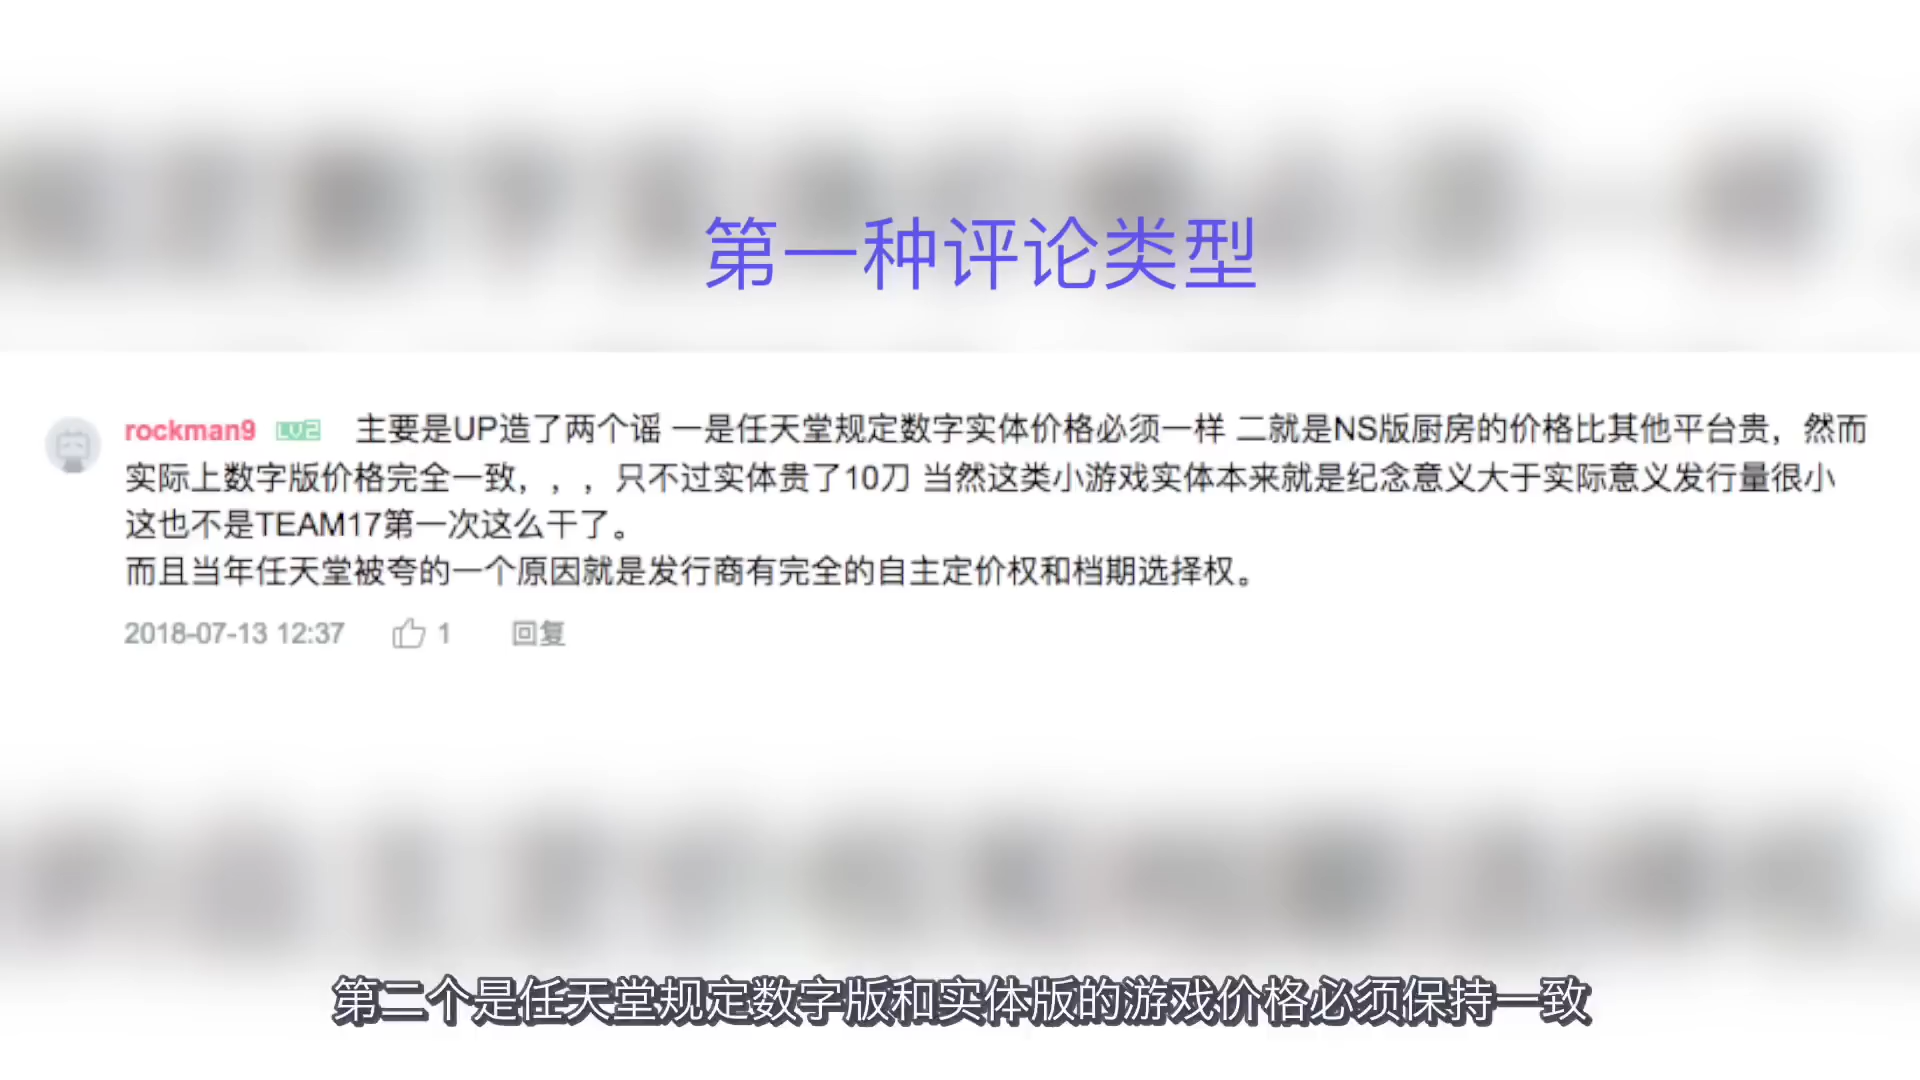 第一种评论类型
rockman9 LV2 主要是UP造了两个谣 一是任天堂规定数字实体价格必须一样 二就是NS版厨房的价格比其他平台贵，然而
实际上数字版价格完全一致，，，只不过实体贵了10刀 当然这类小游戏实体本来就是纪念意义大于实际意义发行量很小
这也不是TEAM17第一次这么干了。
而且当年任天堂被夸的一个原因就是发行商有完全的自主定价权和档期选择权。
2018-07-13 12:37 1 回复
第二个是任天堂规定数字版和实体版的游戏价格必须保持一致